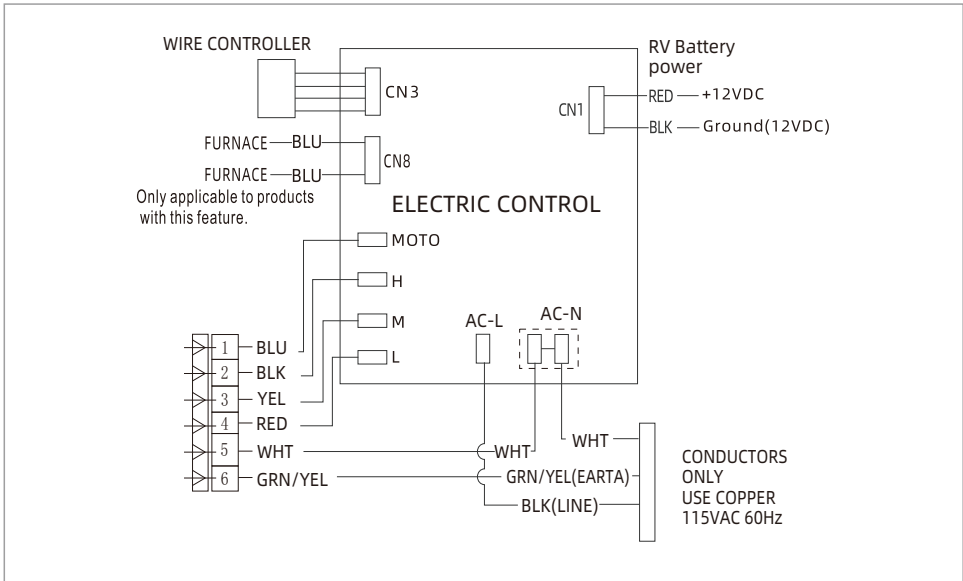 WIRE CONTROLLER
CN3
RV Battery
power
CN1
RED
+12VDC
BLK
Ground(12VDC)
FURNACE
BLU
CN8
FURNACE
BLU
Only applicable to products
with this feature.
ELECTRIC CONTROL
MOTO
H
M
L
AC-L
AC-N
1
BLU
2
BLK
3
YEL
4
RED
5
WHT
WHT
WHT
6
GRN/YEL
GRN/YEL(EARTA)
BLK(LINE)
CONDUCTORS
ONLY
USE COPPER
115VAC 60Hz